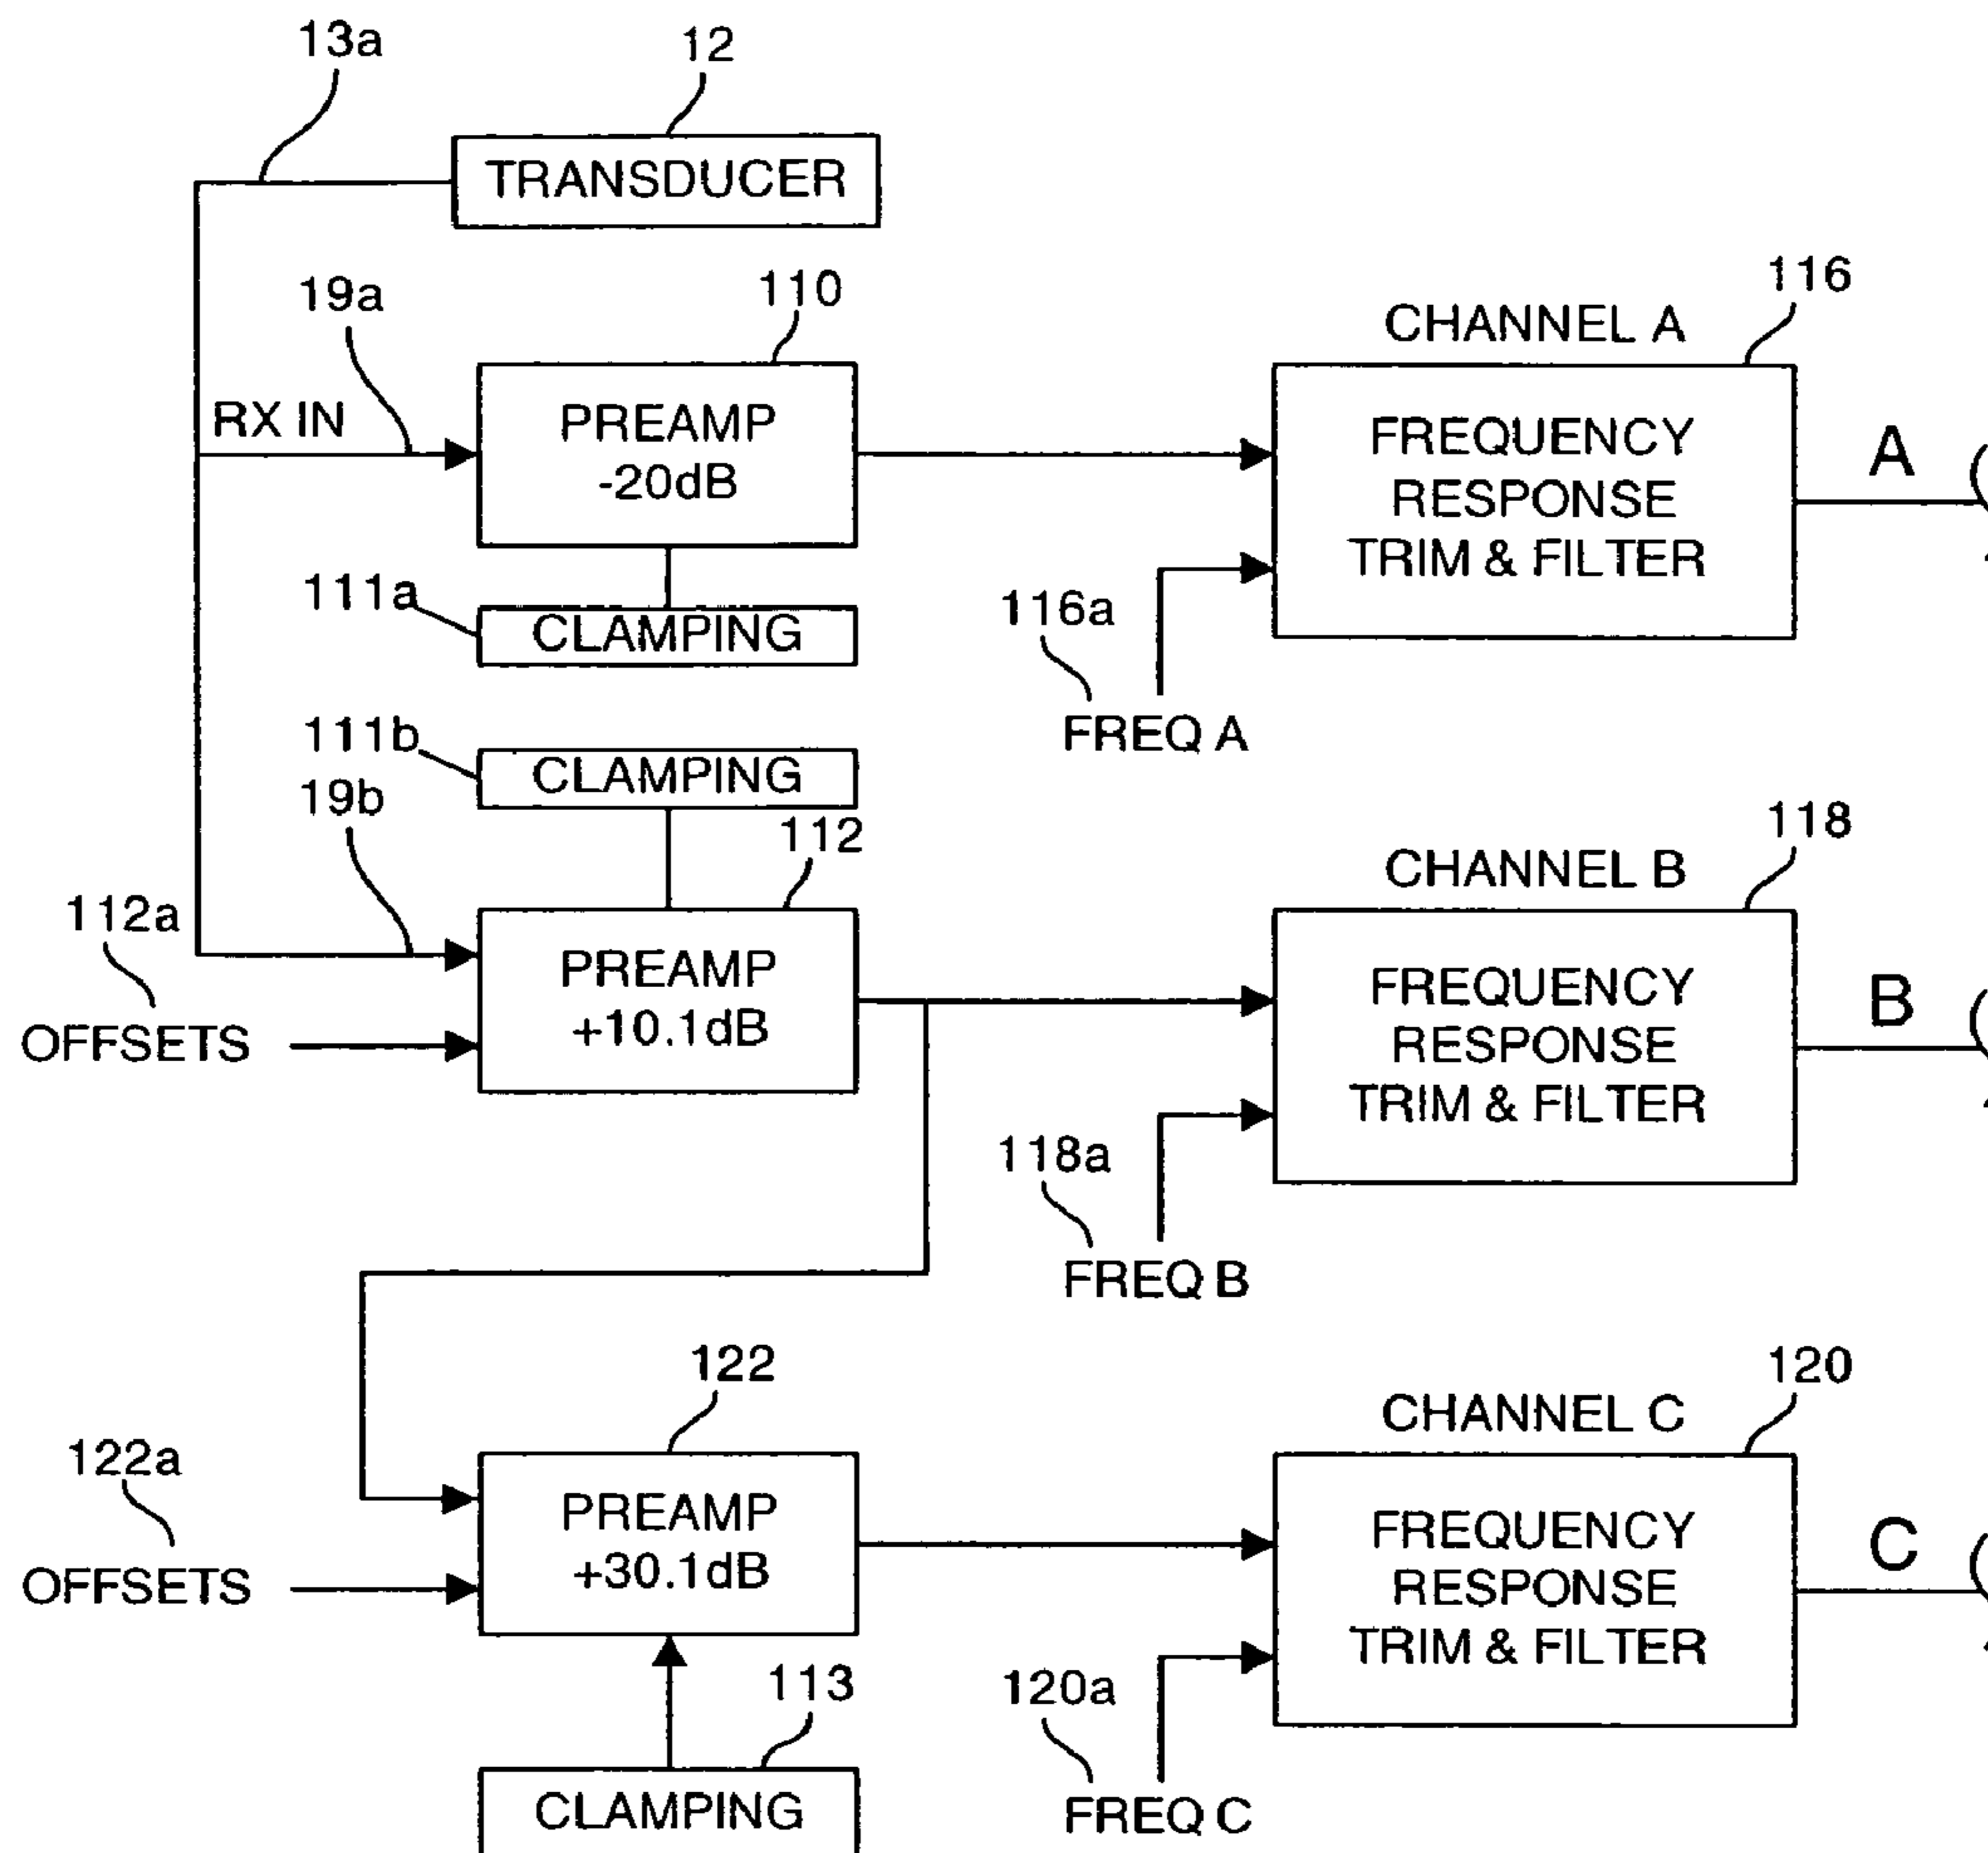 13a
12
TRANSDUCER
19a
110
116
CHANNEL A
RX IN
PREAMP
-20dB
FREQUENCY
RESPONSE
TRIM & FILTER
A
111a
CLAMPING
116a
FREQ A
111b
CLAMPING
19b
112
118
CHANNEL B
112a
OFFSETS
PREAMP
+10.1dB
FREQUENCY
RESPONSE
TRIM & FILTER
B
118a
FREQ B
122
120
CHANNEL C
122a
OFFSETS
PREAMP
+30.1dB
FREQUENCY
RESPONSE
TRIM & FILTER
C
113
CLAMPING
120a
FREQ C